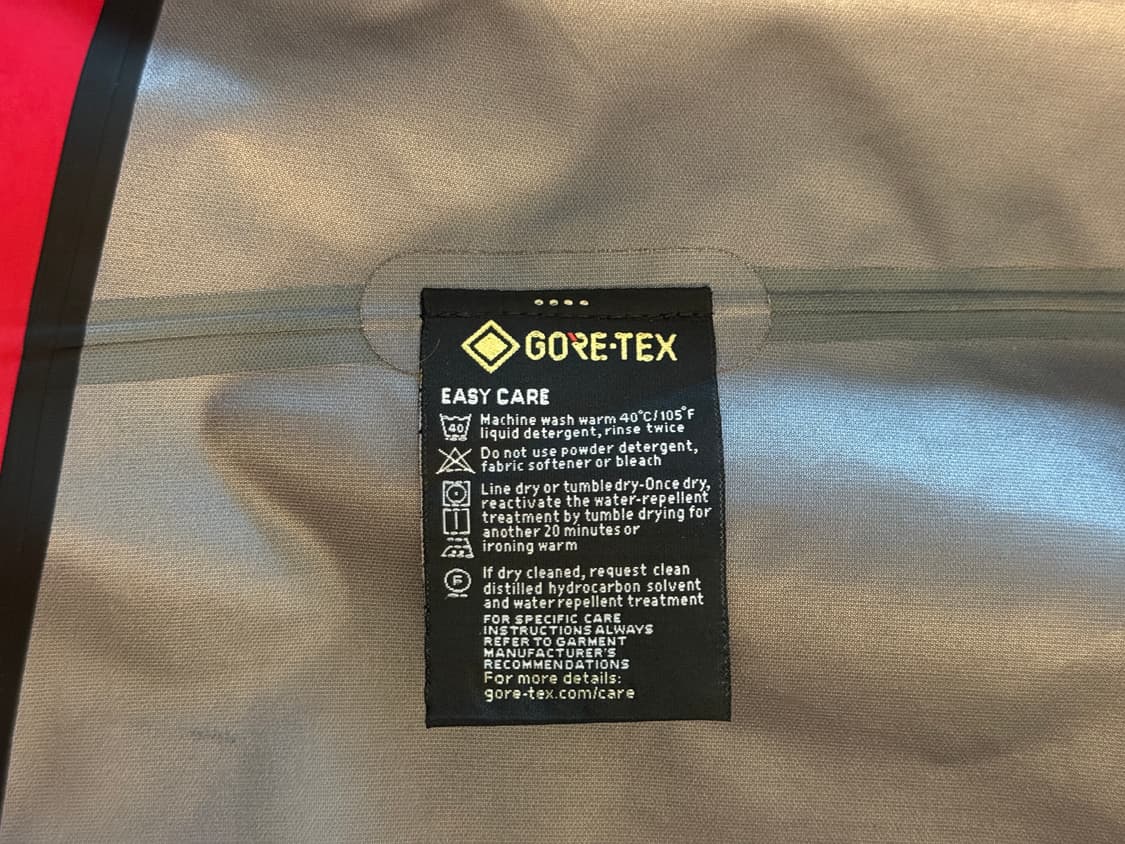 GORE-TEX
EASY CARE
40
Machine wash warm 40°C/105°F
liquid detergent, rinse twice
Do not use powder detergent,
fabric softener or bleach
Line dry or tumble dry-Once dry,
reactivate the water-repellent
treatment by tumble drying for
another 20 minutes or
ironing warm
F
If dry cleaned, request clean
distilled hydrocarbon solvent
and water repellent treatment
FOR SPECIFIC CARE
INSTRUCTIONS ALWAYS
REFER TO GARMENT
MANUFACTURER'S
RECOMMENDATIONS
For more details:
gore-tex.com/care